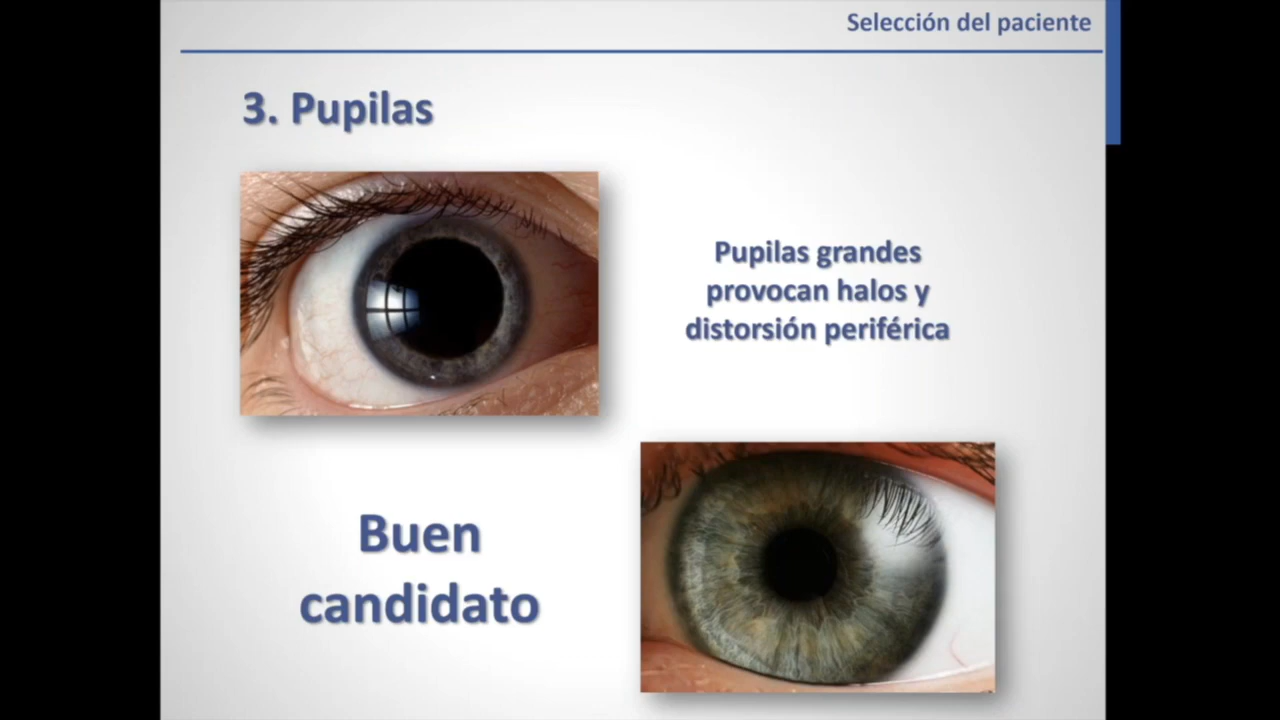 Selección del paciente
3. Pupilas
Pupilas grandes
provocan halos y
distorsión periférica
Buen
candidato